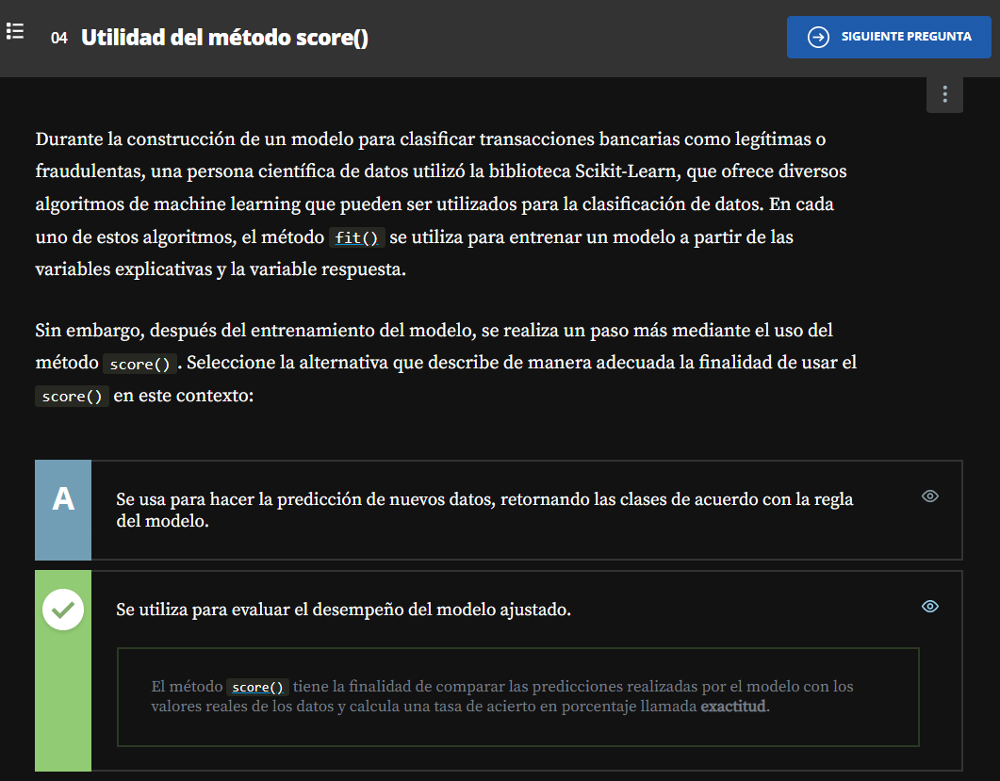 04 Utilidad del método score()
SIGUIENTE PREGUNTA
Durante la construcción de un modelo para clasificar transacciones bancarias como legítimas o
fraudulentas, una persona científica de datos utilizó la biblioteca Scikit-Learn, que ofrece diversos
algoritmos de machine learning que pueden ser utilizados para la clasificación de datos. En cada
uno de estos algoritmos, el método fit() se utiliza para entrenar un modelo a partir de las
variables explicativas y la variable respuesta.
Sin embargo, después del entrenamiento del modelo, se realiza un paso más mediante el uso del
método score(). Seleccione la alternativa que describe de manera adecuada la finalidad de usar el
score() en este contexto:
A
Se usa para hacer la predicción de nuevos datos, retornando las clases de acuerdo con la regla
del modelo.
Se utiliza para evaluar el desempeño del modelo ajustado.
El método score() tiene la finalidad de comparar las predicciones realizadas por el modelo con los
valores reales de los datos y calcula una tasa de acierto en porcentaje llamada exactitud.